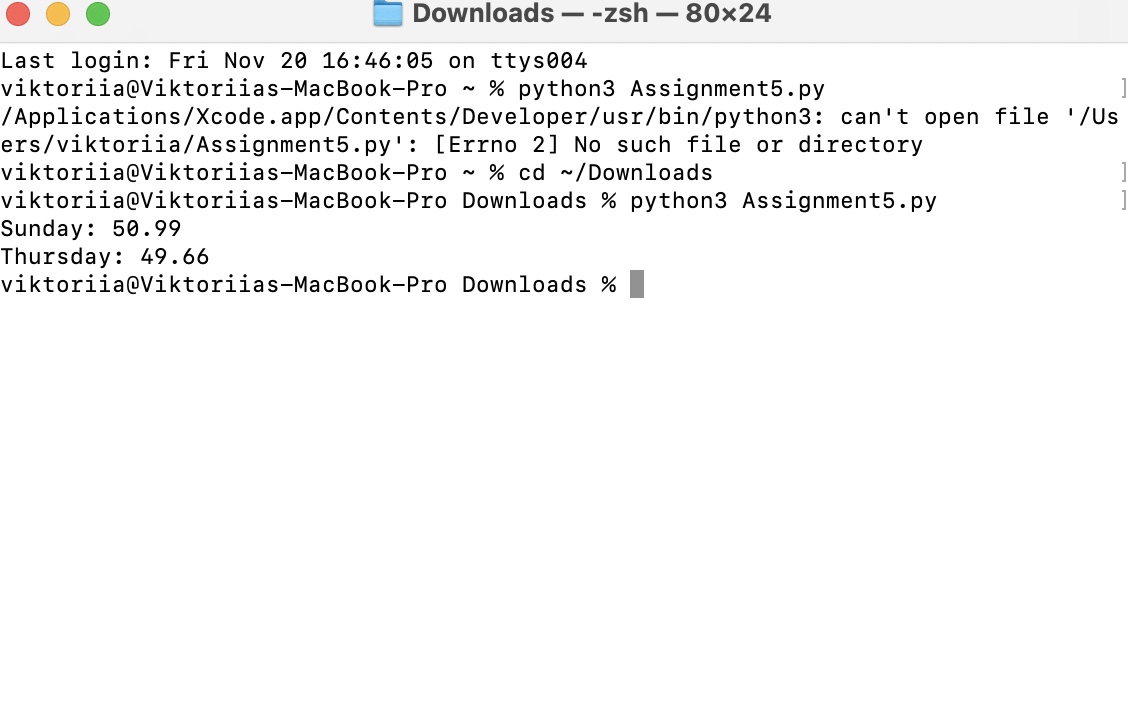 Downloads — -zsh — 80×24
Last login: Fri Nov 20 16:46:05 on ttys004
viktoriia@Viktoriias-MacBook-Pro ~ % python3 Assignment5.py ]
/Applications/Xcode.app/Contents/Developer/usr/bin/python3: can't open file '/Us
ers/viktoriia/Assignment5.py': [Errno 2] No such file or directory
viktoriia@Viktoriias-MacBook-Pro ~ % cd ~/Downloads ]
viktoriia@Viktoriias-MacBook-Pro Downloads % python3 Assignment5.py ]
Sunday: 50.99
Thursday: 49.66
viktoriia@Viktoriias-MacBook-Pro Downloads %